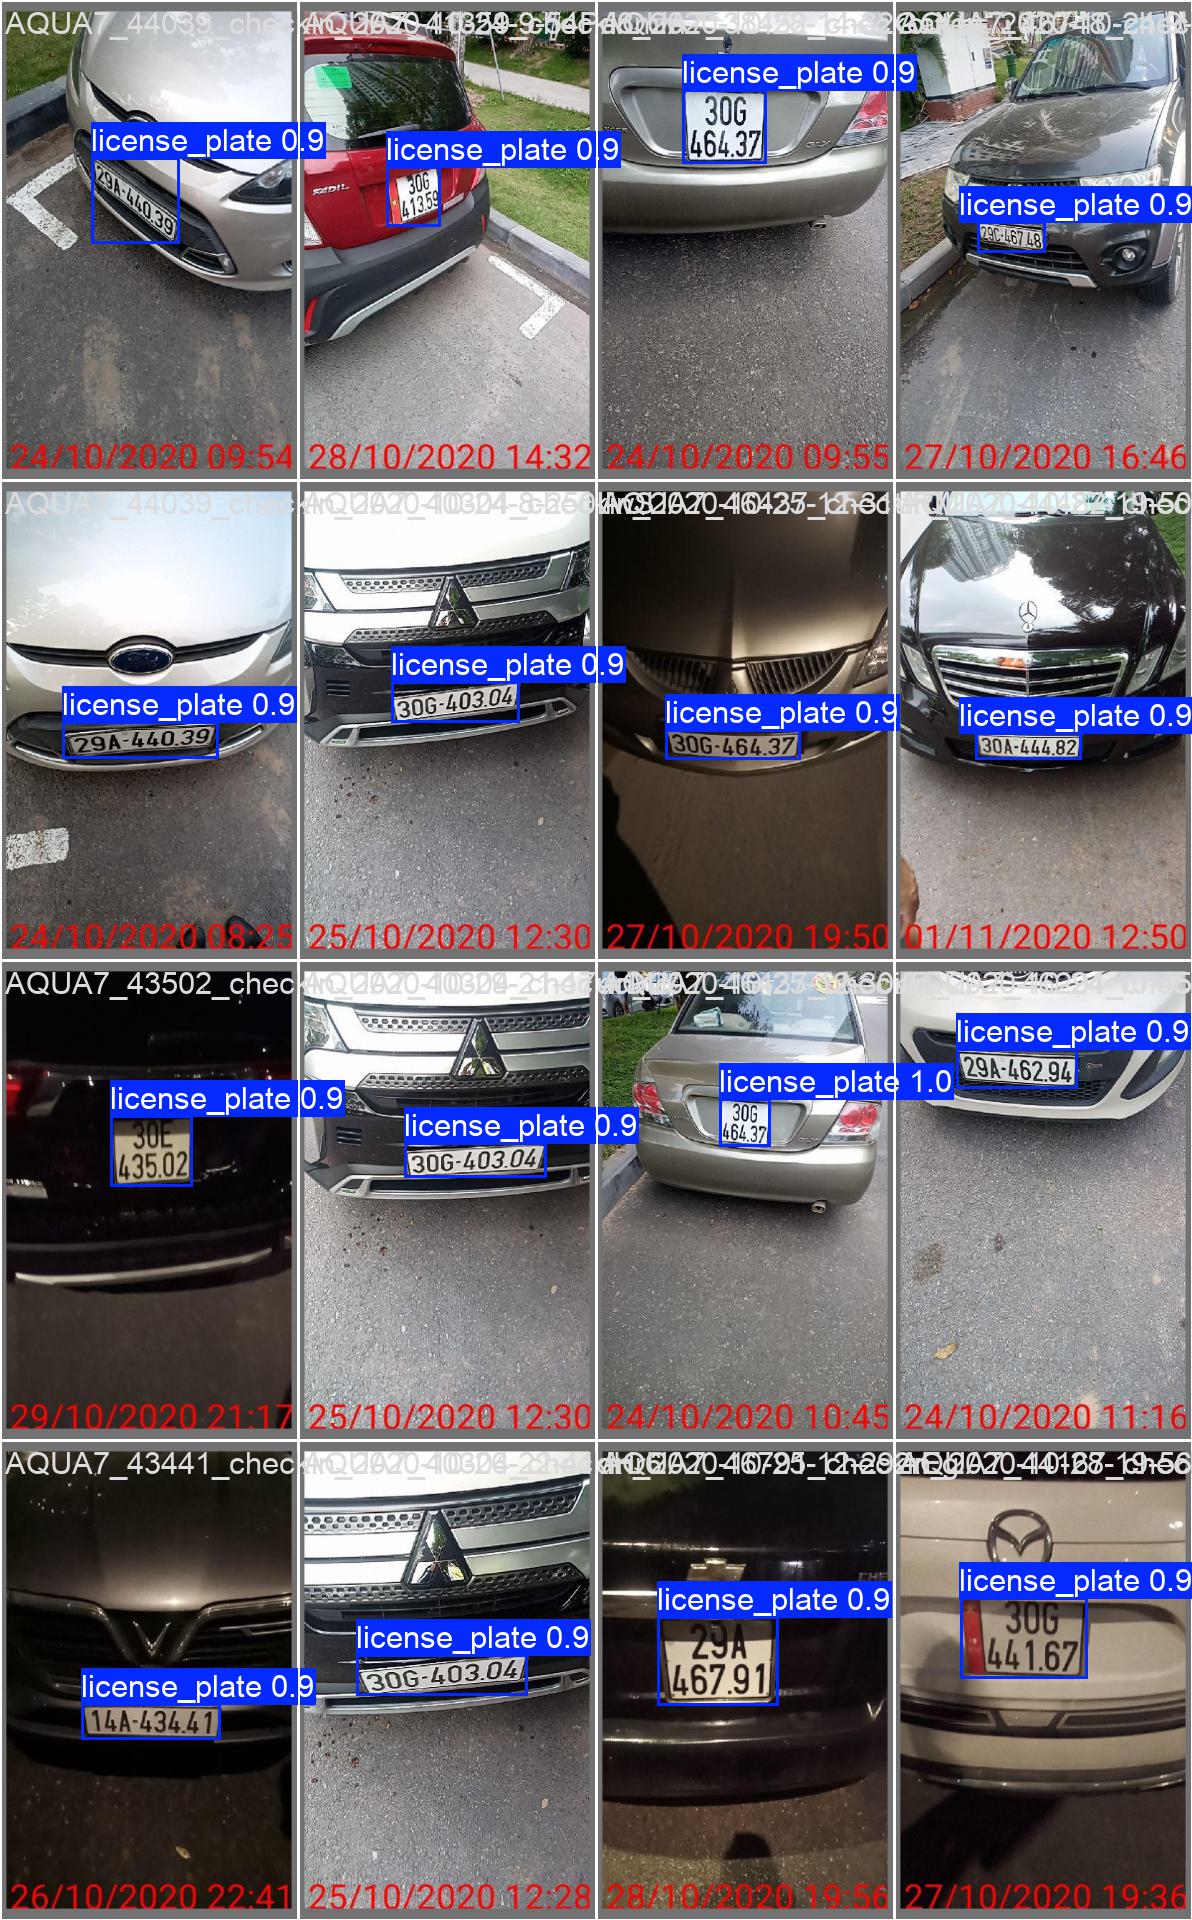 AQUA7_44039_check
license_plate 0.9
29A-440.39
24/10/2020 09:54
license_plate 0.9
30G
413.59
28/10/2020 14:32
license_plate 0.9
30G
464.37
24/10/2020 09:55
license_plate 0.9
29C-467.48
27/10/2020 16:46
AQUA7_44039_check
license_plate 0.9
29A-440.39
24/10/2020 08:25
license_plate 0.9
30G-403.04
25/10/2020 12:30
license_plate 0.9
30G-464.37
27/10/2020 19:50
license_plate 0.9
30A-444.82
01/11/2020 12:50
AQUA7_43502_check
license_plate 0.9
30E
435.02
29/10/2020 21:17
license_plate 0.9
30G-403.04
25/10/2020 12:30
license_plate 1.0
30G
464.37
24/10/2020 10:45
license_plate 0.9
29A-462.94
24/10/2020 11:16
AQUA7_43441_check
license_plate 0.9
14A-434.41
26/10/2020 22:41
license_plate 0.9
30G-403.04
25/10/2020 12:28
license_plate 0.9
29A
467.91
28/10/2020 19:56
license_plate 0.9
30G
441.67
27/10/2020 19:36